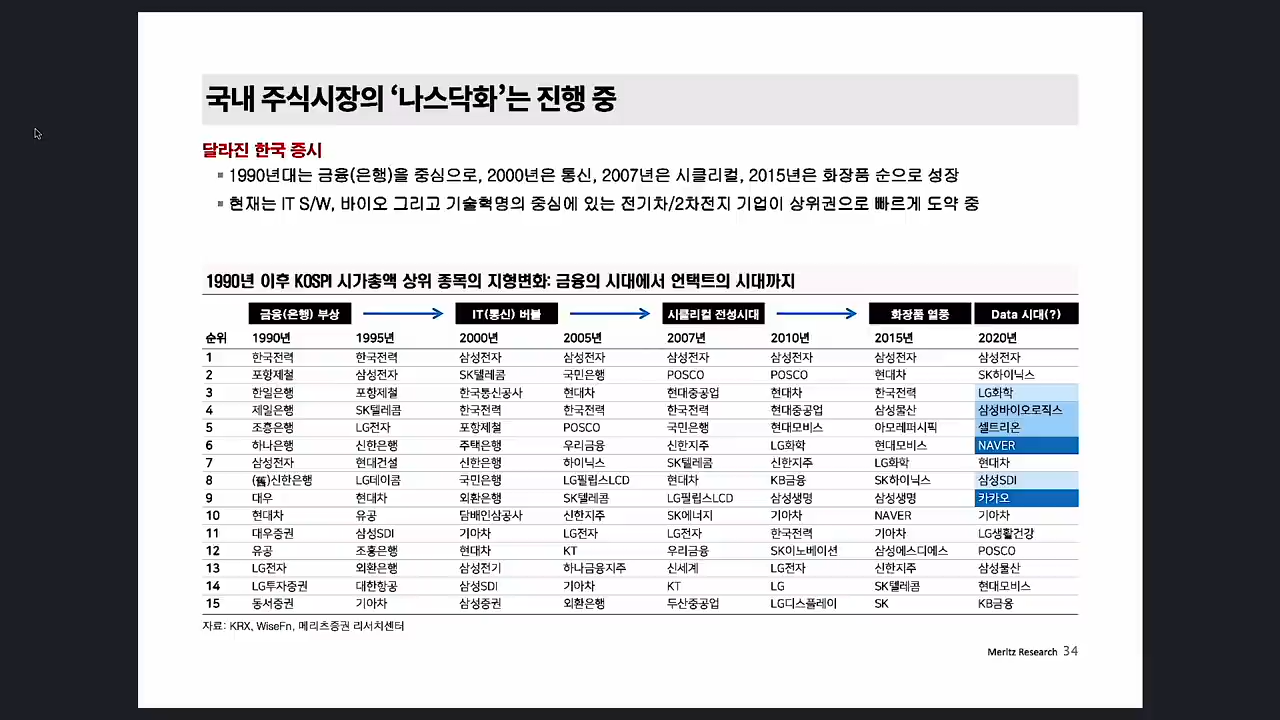 국내 주식시장의 ‘나스닥화’는 진행 중
달라진 한국 증시
▪ 1990년대는 금융(은행)을 중심으로, 2000년은 통신, 2007년은 시클리컬, 2015년은 화장품 순으로 성장
▪ 현재는 IT S/W, 바이오 그리고 기술혁명의 중심에 있는 전기차/2차전지 기업이 상위권으로 빠르게 도약 중
1990년 이후 KOSPI 시가총액 상위 종목의 지형변화: 금융의 시대에서 언택트의 시대까지
금융(은행) 부상 IT(통신) 버블 시클리컬 전성시대 화장품 열풍 Data 시대(?)
순위 1990년 1995년 2000년 2005년 2007년 2010년 2015년 2020년
1 한국전력 한국전력 삼성전자 삼성전자 삼성전자 삼성전자 삼성전자 삼성전자
2 포항제철 삼성전자 SK텔레콤 국민은행 POSCO POSCO 현대차 SK하이닉스
3 한일은행 포항제철 한국통신공사 현대차 현대중공업 현대차 한국전력 LG화학
4 제일은행 SK텔레콤 한국전력 한국전력 한국전력 현대중공업 삼성물산 삼성바이오로직스
5 조흥은행 LG전자 포항제철 POSCO 국민은행 현대모비스 아모레퍼시픽 셀트리온
6 하나은행 신한은행 주택은행 우리금융 신한지주 LG화학 현대모비스 NAVER
7 삼성전자 현대건설 신한은행 하이닉스 SK텔레콤 신한지주 LG화학 현대차
8 (舊)신한은행 LG데이콤 국민은행 LG필립스LCD 현대차 KB금융 SK하이닉스 삼성SDI
9 대우 현대차 외환은행 SK텔레콤 LG필립스LCD 삼성생명 삼성생명 카카오
10 현대차 유공 담배인삼공사 신한지주 SK에너지 기아차 NAVER 기아차
11 대우증권 삼성SDI 기아차 LG전자 LG전자 한국전력 기아차 LG생활건강
12 유공 조흥은행 현대차 KT 우리금융 SK이노베이션 삼성에스디에스 POSCO
13 LG전자 외환은행 삼성전기 하나금융지주 신세계 LG전자 신한지주 삼성물산
14 LG투자증권 대한항공 삼성SDI 기아차 KT LG SK텔레콤 현대모비스
15 동서증권 기아차 삼성증권 외환은행 두산중공업 LG디스플레이 SK KB금융
자료: KRX, WiseFn, 메리츠증권 리서치센터
Meritz Research 34